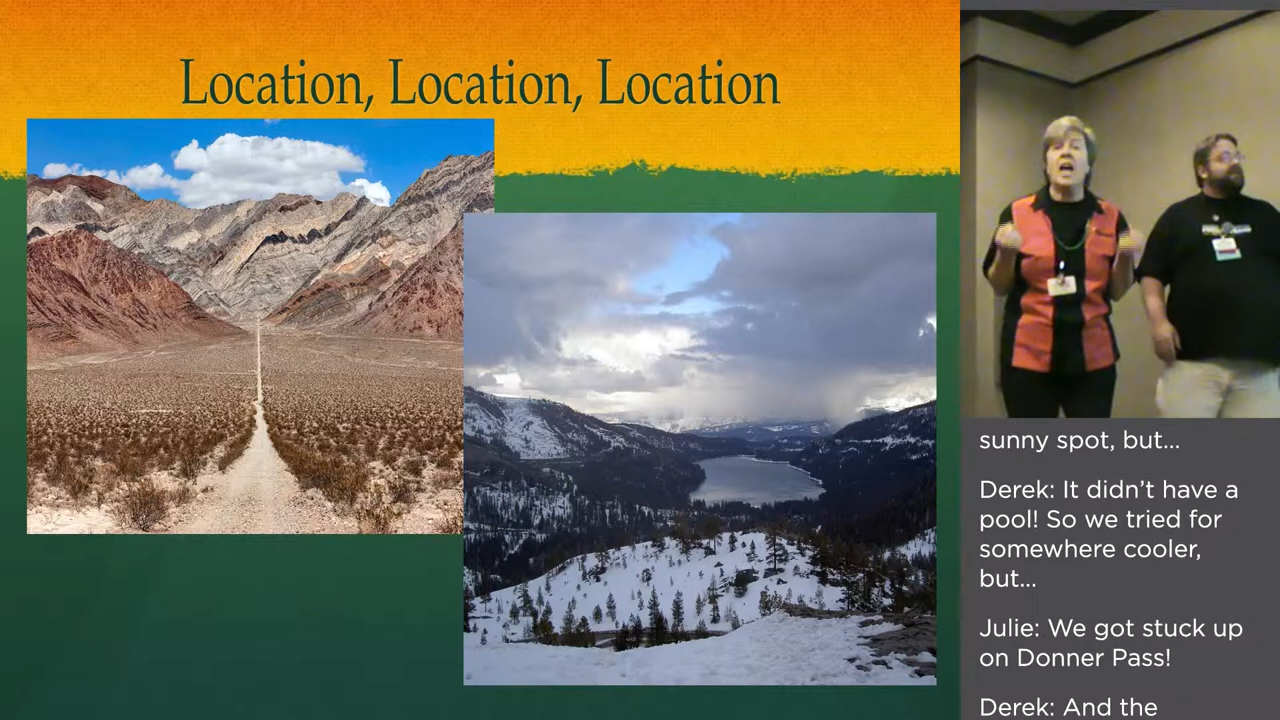 Location, Location, Location
sunny spot, but...
Derek: It didn’t have a
pool! So we tried for
somewhere cooler,
but...
Julie: We got stuck up
on Donner Pass!
Derek: And the